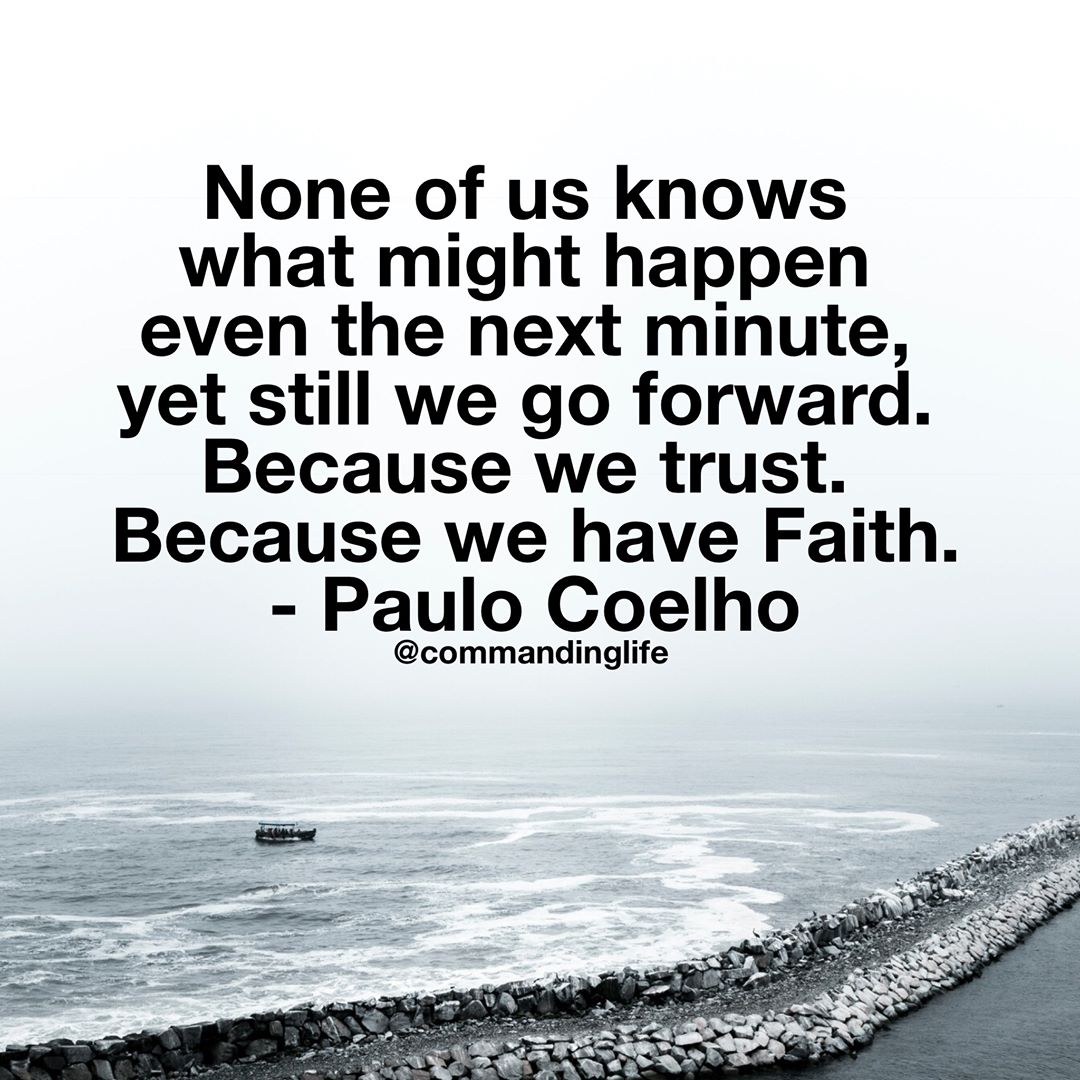 None of us knows
what might happen
even the next minute,
yet still we go forward.
Because we trust.
Because we have Faith.
- Paulo Coelho
@commandinglife